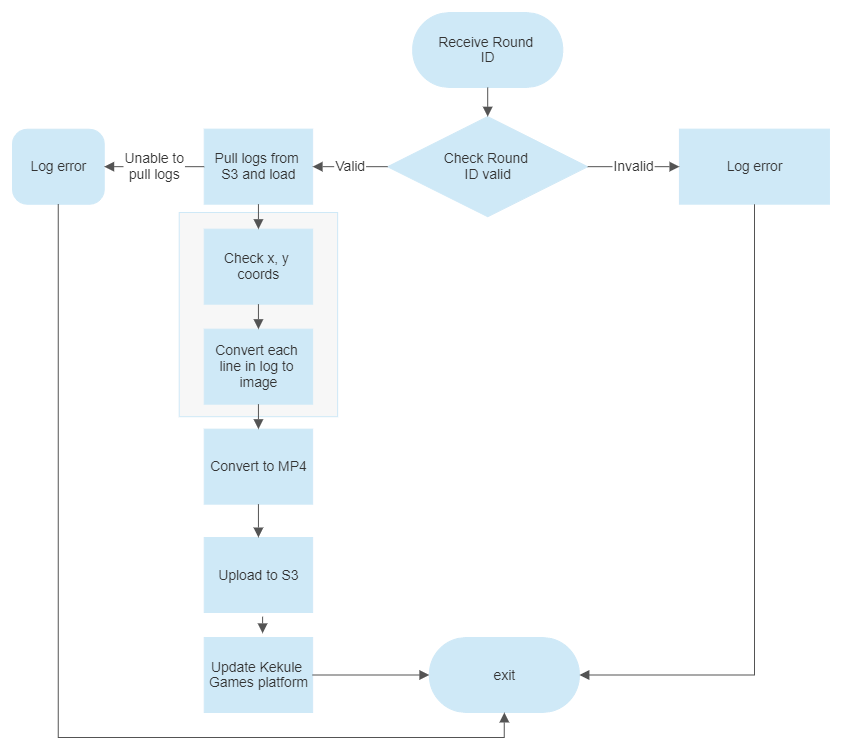 Receive Round
ID
Log error
Unable to
pull logs
Pull logs from
S3 and load
Valid
Check Round
ID valid
Invalid
Log error
Check x, y
coords
Convert each
line in log to
image
Convert to MP4
Upload to S3
Update Kekule
Games platform
exit